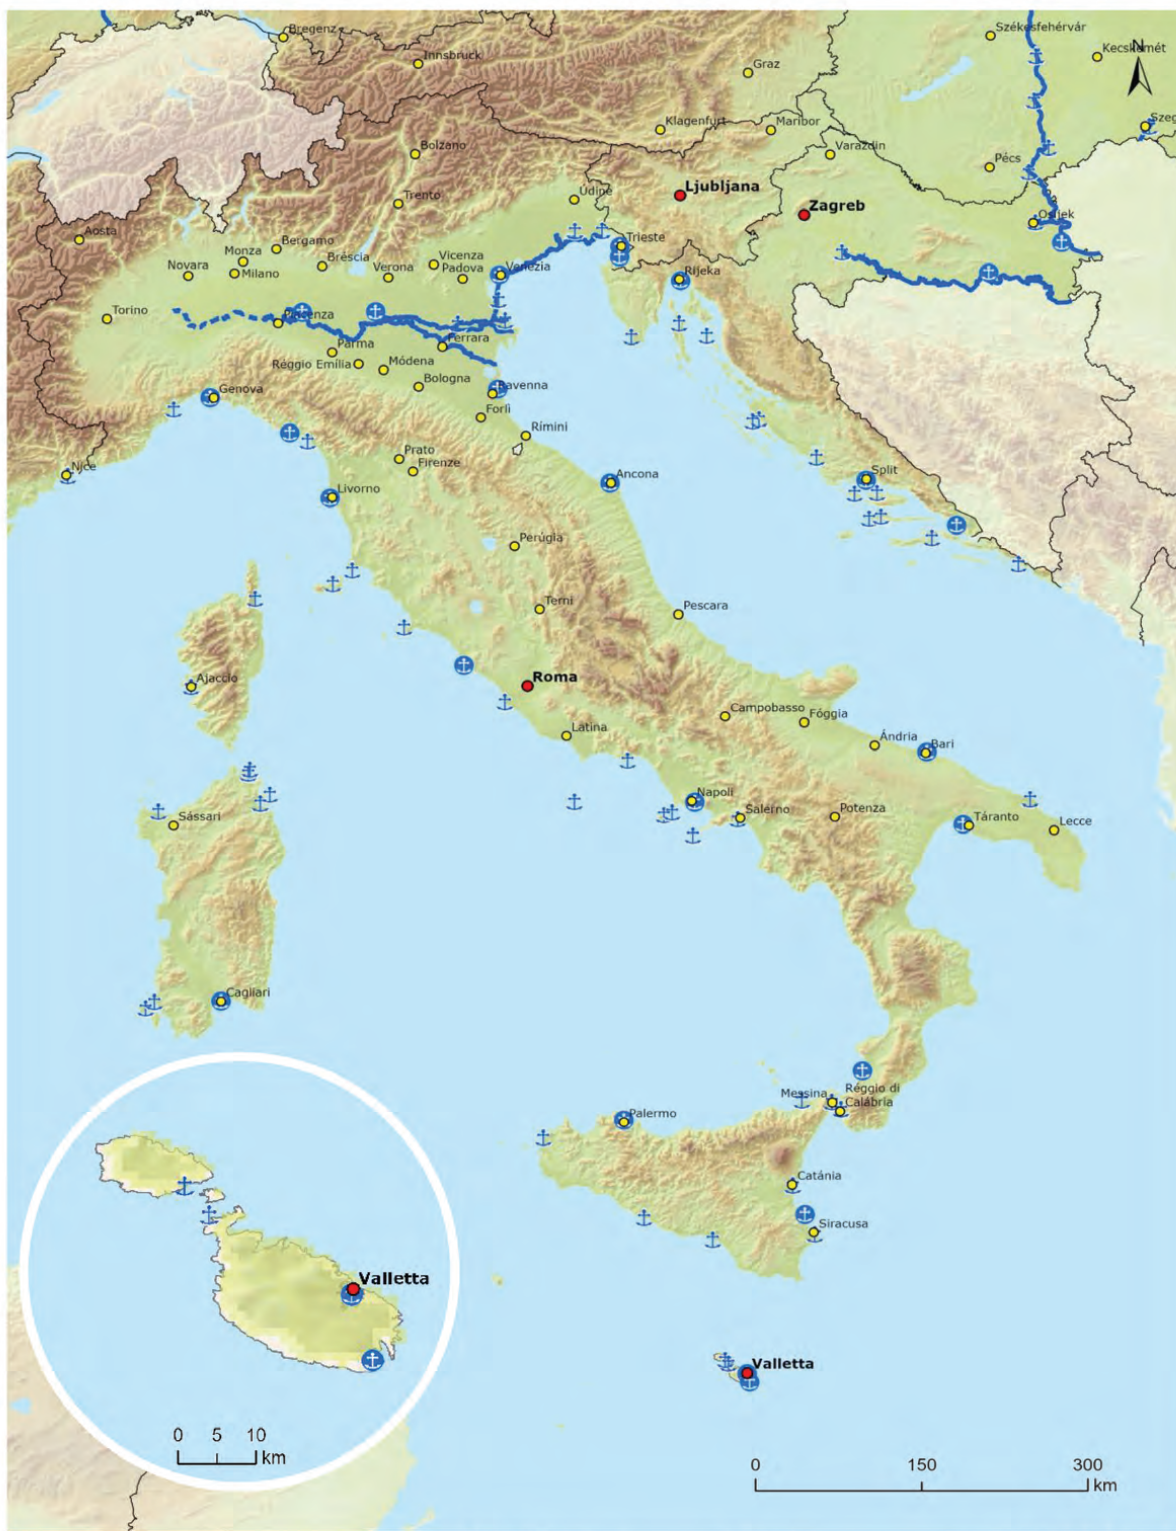 Bregenz
Innsbruck
Székesfehérvár
Kecskemét
N
Graz
Klagenfurt
Maribor
Szeg
Bolzano
Varazdin
Pécs
Trento
Údine
Ljubljana
Zagreb
Osijek
Aosta
Trieste
Bergamo
Monza
Vicenza
Novara
Milano
Bréscia
Verona
Padova
Venézia
Rijeka
Torino
Piacenza
Parma
Ferrara
Réggio Emília
Módena
Bologna
Ravenna
Genova
Forlì
Rímini
Prato
Firenze
Nice
Livorno
Ancona
Split
Perúgia
Terni
Pescara
Ajaccio
Roma
Campobasso
Fóggia
Latina
Ándria
Bari
Napoli
Salerno
Potenza
Táranto
Lecce
Sássari
Cagliari
Messina
Réggio di
Calábria
Palermo
Catánia
Siracusa
Valletta
Valletta
0 5 10
km
0 150 300
km